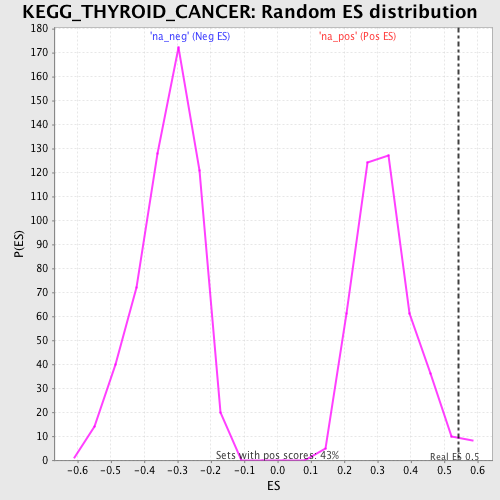 KEGG_THYROID_CANCER: Random ES distribution
'na_neg' (Neg ES)
'na_pos' (Pos ES)
180
170
160
150
140
130
120
110
100
90
80
70
60
50
40
30
20
10
0
P(ES)
Sets with pos scores: 43%
Real ES 0.5
-0.6 -0.5 -0.4 -0.3 -0.2 -0.1 0.0 0.1 0.2 0.3 0.4 0.5 0.6
ES